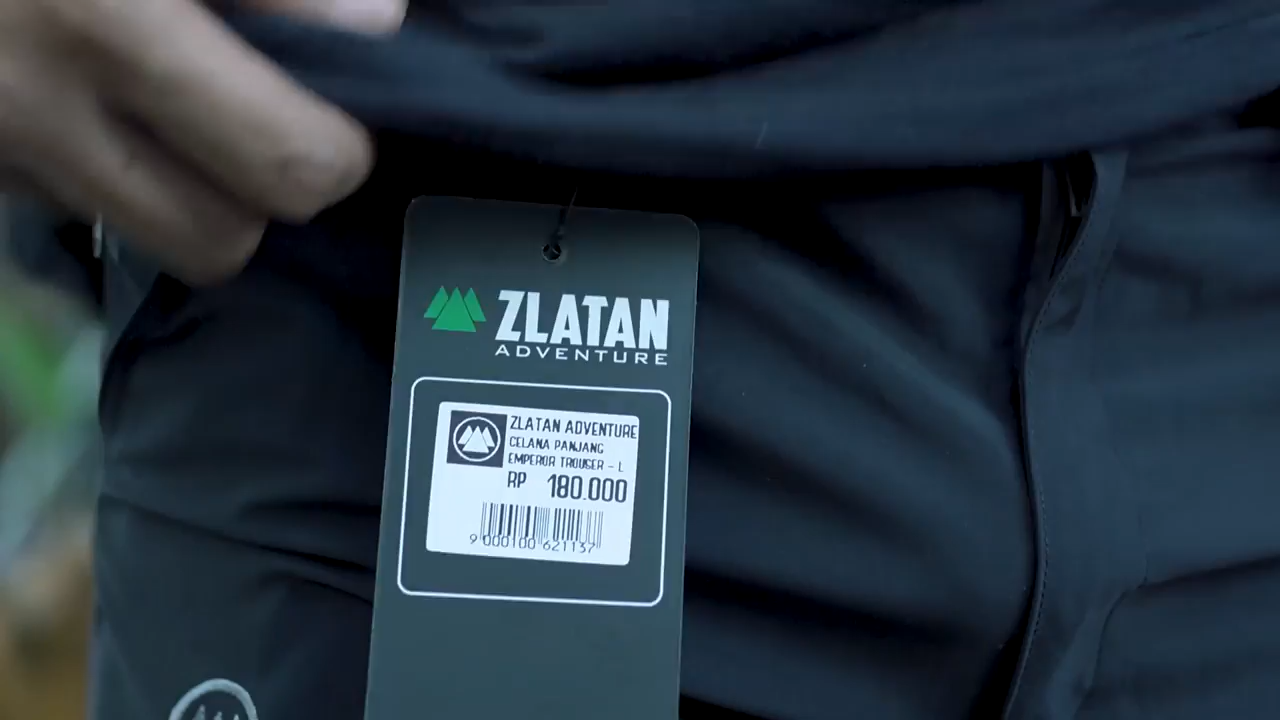 ZLATAN
ADVENTURE
ZLATAN ADVENTURE
CELANA PANJANG
EMPEROR TROUSER - L
RP 180.000
9 000100 621137